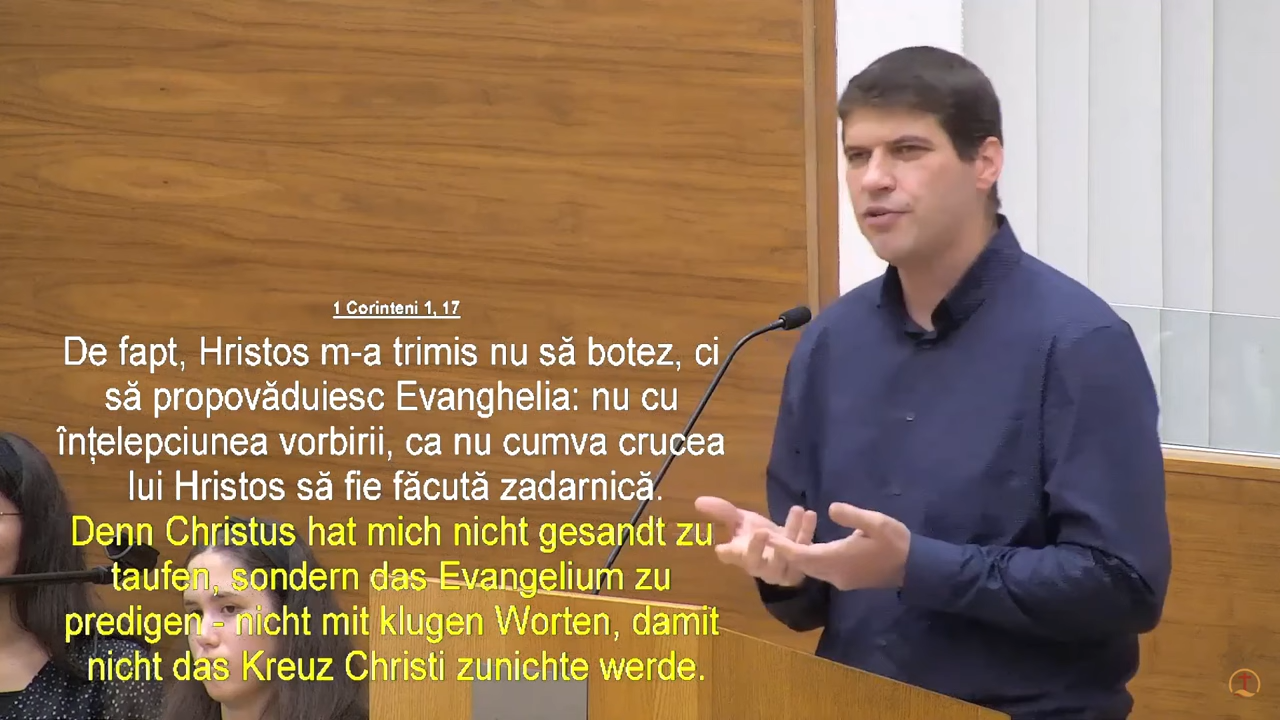 1 Corinteni 1, 17
De fapt, Hristos m-a trimis nu să botez, ci
să propovăduiesc Evanghelia: nu cu
înțelepciunea vorbirii, ca nu cumva crucea
lui Hristos să fie făcută zadarnică.
Denn Christus hat mich nicht gesandt zu
taufen, sondern das Evangelium zu
predigen - nicht mit klugen Worten, damit
nicht das Kreuz Christi zunichte werde.